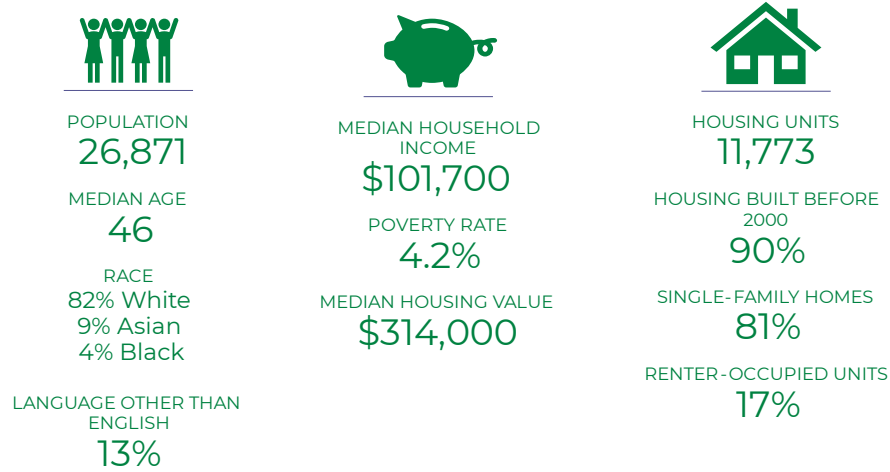 POPULATION
26,871
MEDIAN AGE
46
RACE
82% White
9% Asian
4% Black
LANGUAGE OTHER THAN
ENGLISH
13%
MEDIAN HOUSEHOLD
INCOME
$101,700
POVERTY RATE
4.2%
MEDIAN HOUSING VALUE
$314,000
HOUSING UNITS
11,773
HOUSING BUILT BEFORE
2000
90%
SINGLE-FAMILY HOMES
81%
RENTER-OCCUPIED UNITS
17%